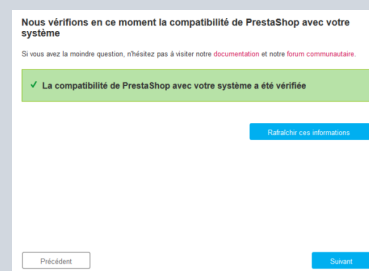 Nous vérifions en ce moment la compatibilité de PrestaShop avec votre
système
Si vous avez la moindre question, n'hésitez pas à visiter notre documentation et notre forum communautaire.
✓ La compatibilité de PrestaShop avec votre système a été vérifiée
Rafraîchir ces informations
Précédent
Suivant